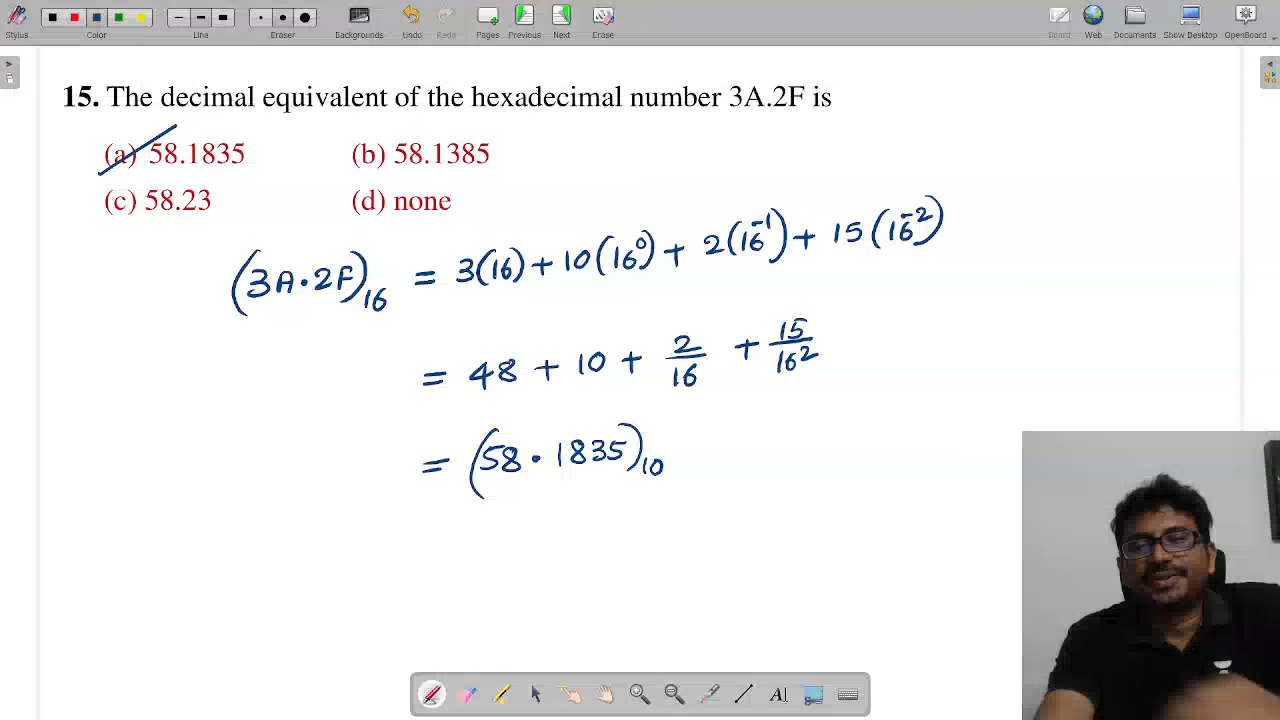 Stylus Color Line Eraser Backgrounds Undo Redo Pages Previous Next Erase Board Web Documents Show Desktop OpenBoard
15. The decimal equivalent of the hexadecimal number 3A.2F is
(a) 58.1835 (b) 58.1385
(c) 58.23 (d) none
(3A.2F)₁₆ = 3(16) + 10(16⁰) + 2(16⁻¹) + 15(16⁻²)
= 48 + 10 + 2/16 + 15/16²
= (58.1835)₁₀
AI